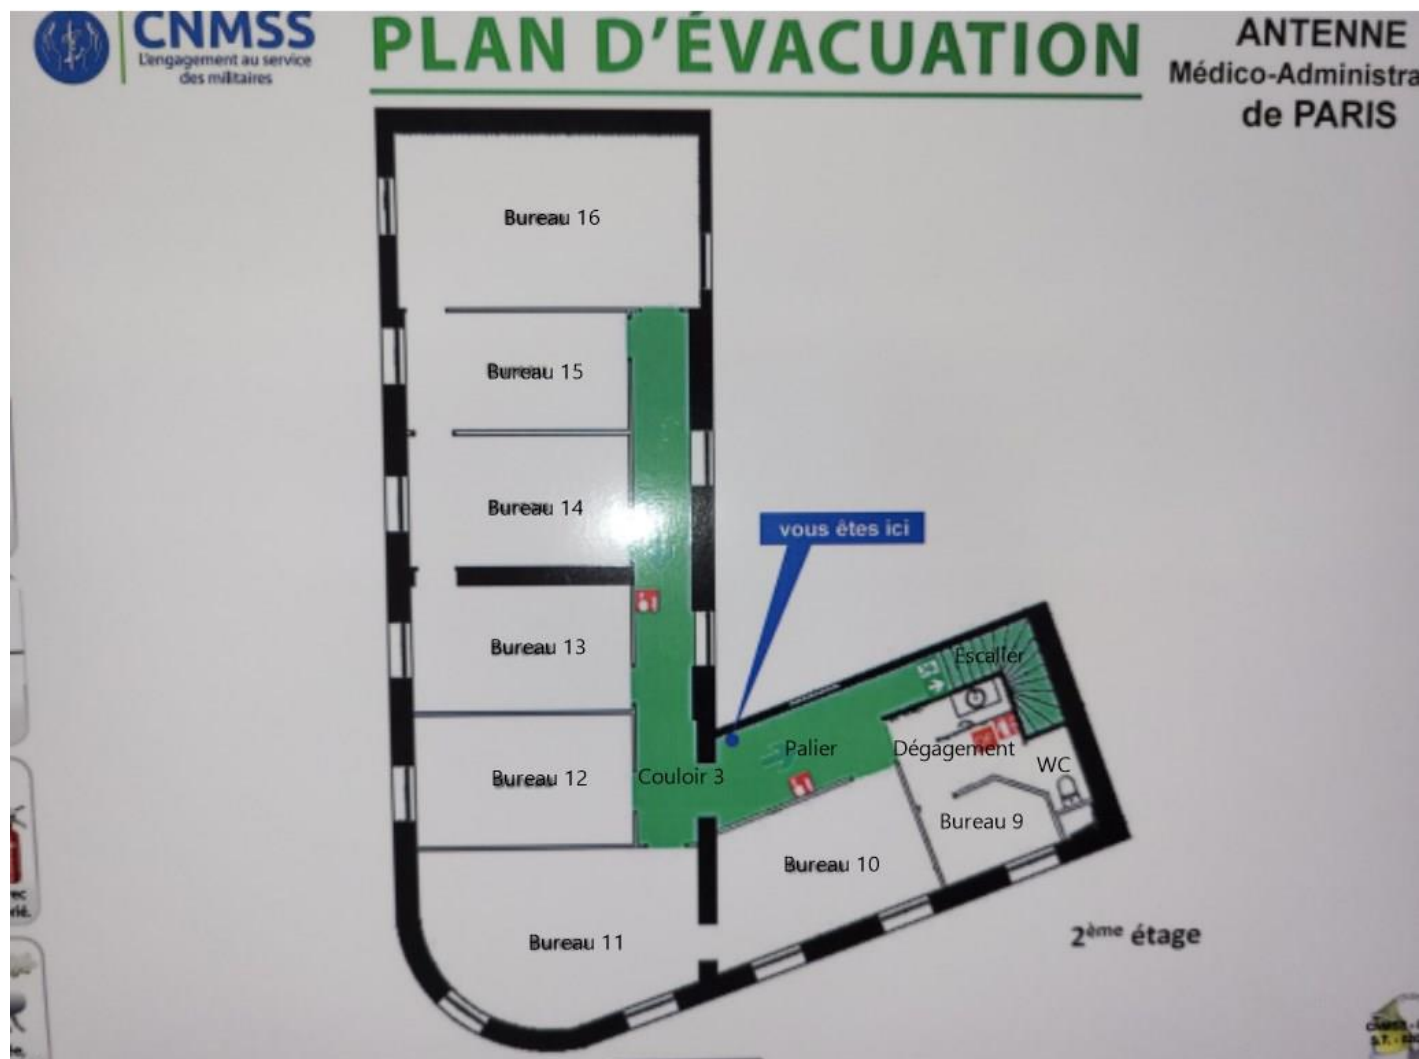 CNMSS
L'engagement au service
des militaires
PLAN D'ÉVACUATION
ANTENNE
Médico-Administra
de PARIS
Bureau 16
Bureau 15
Bureau 14
vous êtes ici
Bureau 13
Escalier
Palier
Dégagement
WC
Bureau 12
Couloir 3
Bureau 9
Bureau 10
Bureau 11
2ème étage